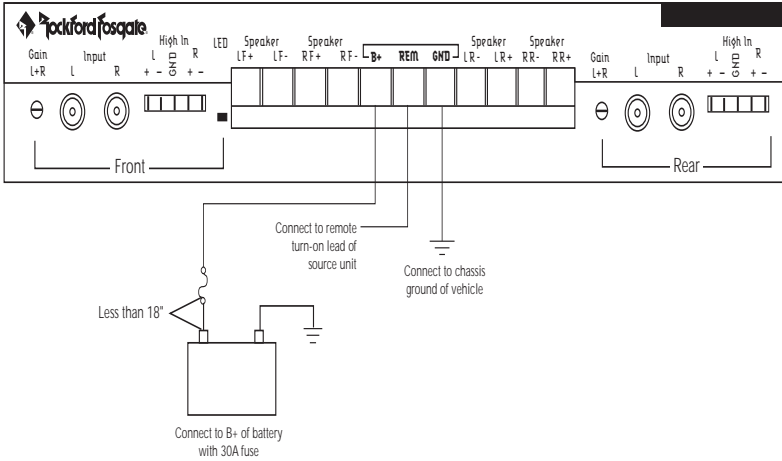 Rockford Fosgate
Gain
L+R
Input
L R
High In
L GND R
+ - + -
LED
Speaker
LF+ LF-
Speaker
RF+ RF-
B+ REM GND
Speaker
LR- LR+
Speaker
RR- RR+
Gain
L+R
Input
L R
High In
L GND R
+ - + -
Front
Rear
Connect to remote
turn-on lead of
source unit
Connect to chassis
ground of vehicle
Less than 18"
Connect to B+ of battery
with 30A fuse